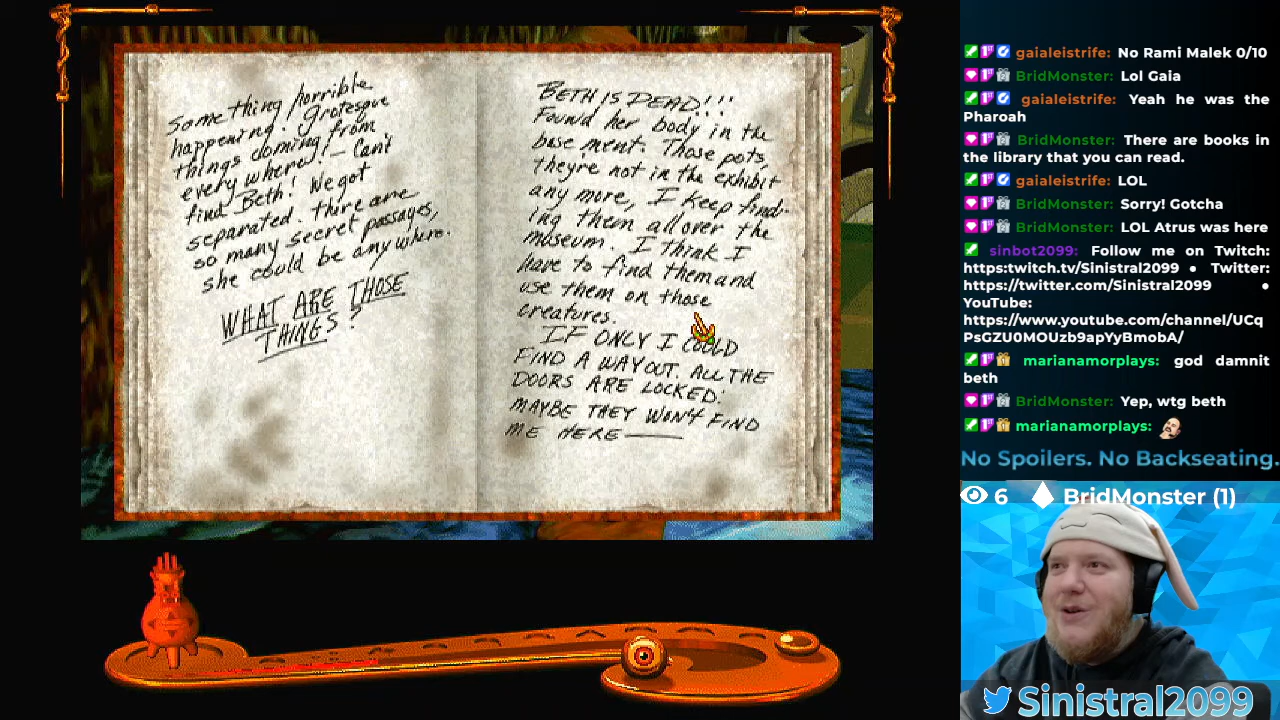 Something horrible
happening! Grotesque
things coming from
everywhere! — Can't
find Beth! We got
separated. There are
so many secret passages,
she could be anywhere.
WHAT ARE THOSE
THINGS?
BETH IS DEAD!!!
Found her body in the
basement. Those pots,
they're not in the exhibit
any more, I keep find-
ing them all over the
museum. I think I
have to find them and
use them on those
creatures.
IF ONLY I COULD
FIND A WAY OUT. ALL THE
DOORS ARE LOCKED.
MAYBE THEY WON'T FIND
ME HERE —
gaialeistrife: No Rami Malek 0/10
BridMonster: Lol Gaia
gaialeistrife: Yeah he was the
Pharoah
BridMonster: There are books in
the library that you can read.
gaialeistrife: LOL
BridMonster: Sorry! Gotcha
BridMonster: LOL Atrus was here
sinbot2099: Follow me on Twitch:
https:twitch.tv/Sinistral2099 ● Twitter:
https://twitter.com/Sinistral2099 ●
YouTube:
https://www.youtube.com/channel/UCq
PsGZU0MOUzb9apYyBmobA/
marianamorplays: god damnit
beth
BridMonster: Yep, wtg beth
marianamorplays:
No Spoilers. No Backseating.
6 BridMonster (1)
Sinistral2099